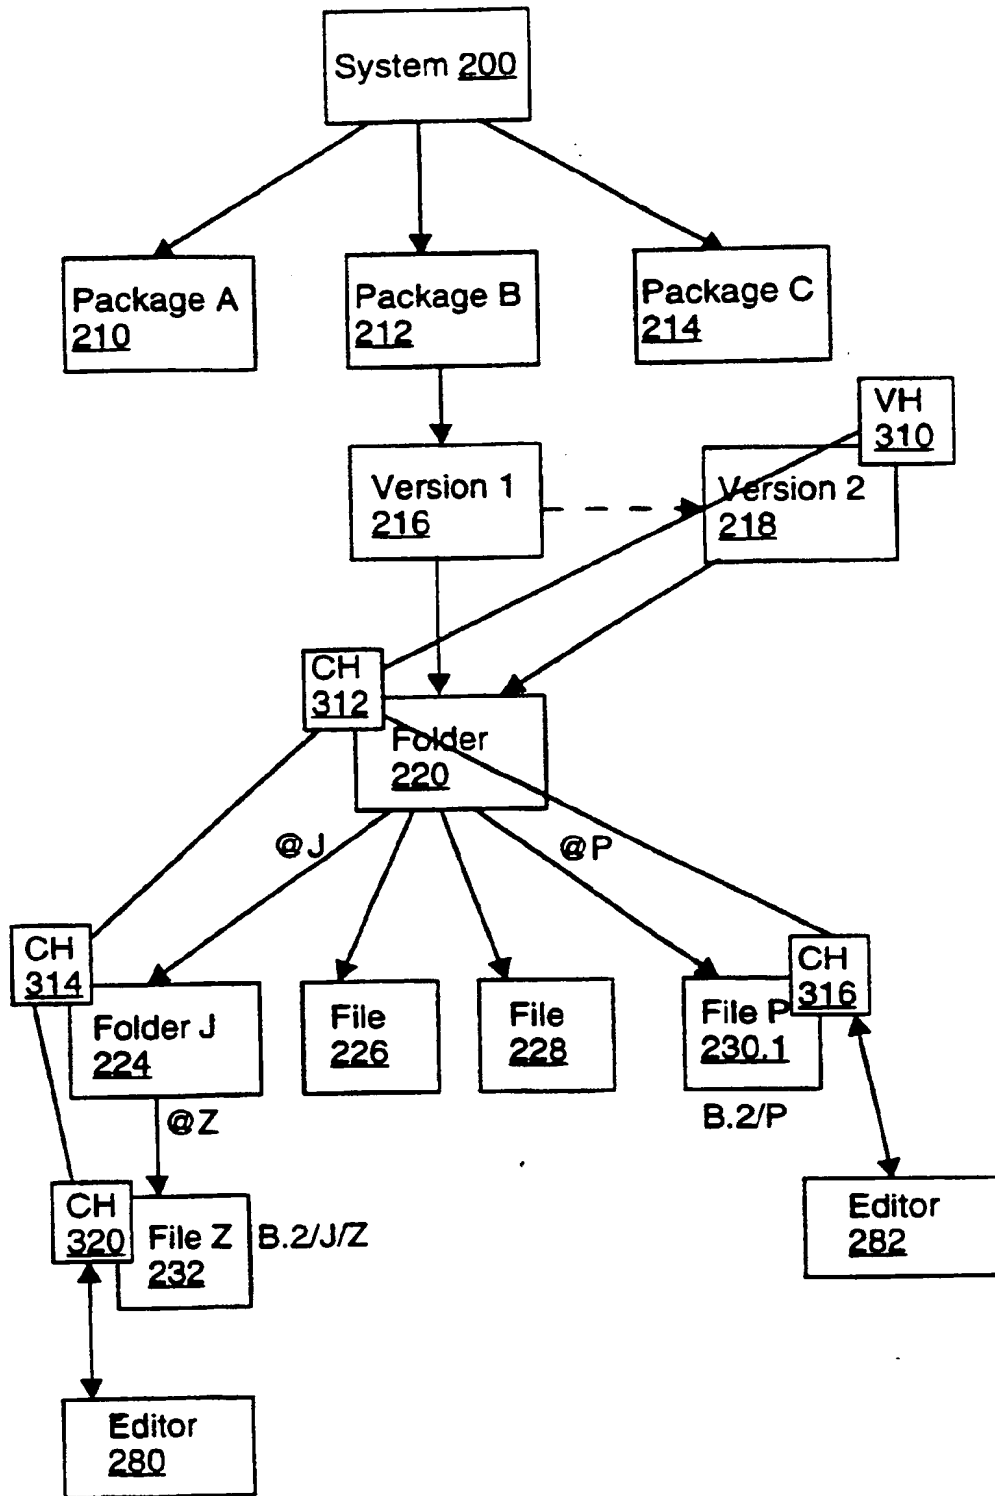 System 200
Package A
210
Package B
212
Package C
214
VH
310
Version 1
216
Version 2
218
CH
312
Folder
220
@J
@P
CH
314
Folder J
224
File
226
File
228
File P
230.1
CH
316
@Z
B.2/P
CH
320
File Z
232
B.2/J/Z
Editor
282
Editor
280